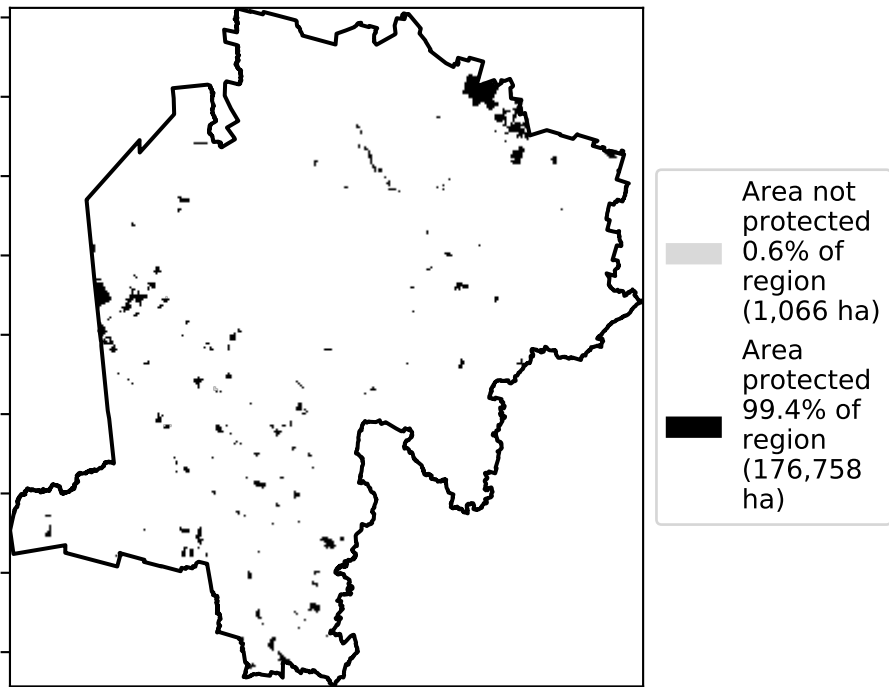 Area not
protected
0.6% of
region
(1,066 ha)
Area
protected
99.4% of
region
(176,758
ha)